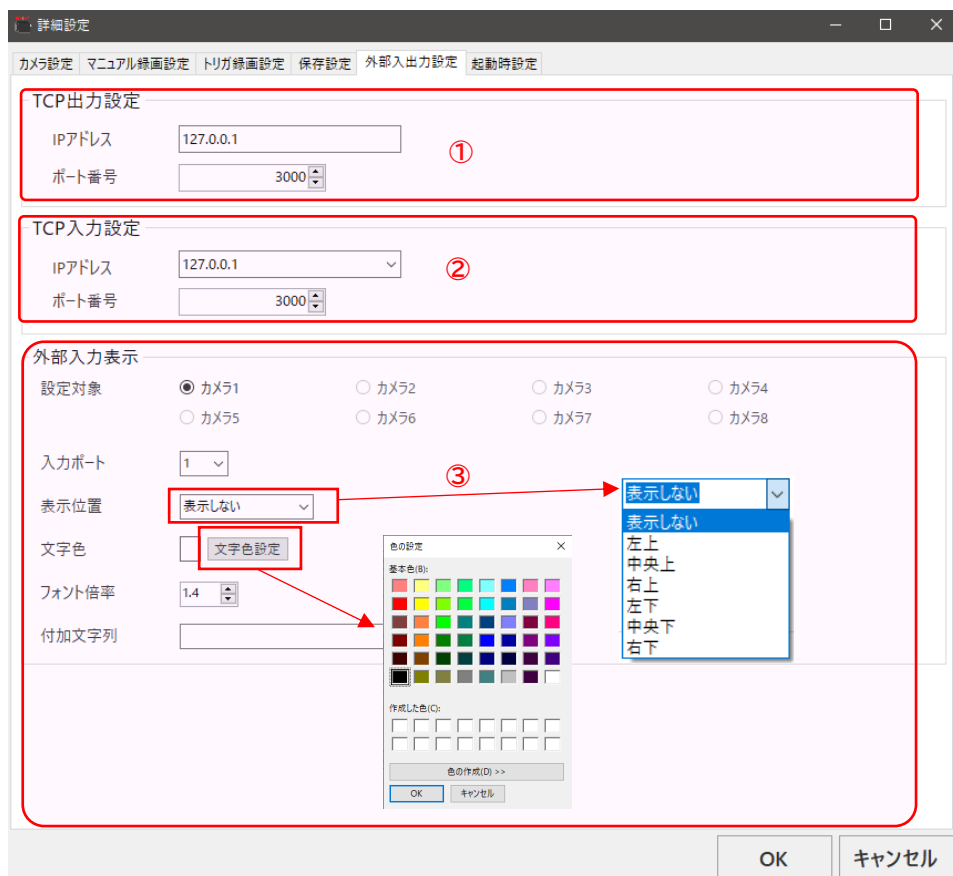 詳細設定
カメラ設定 マニュアル録画設定 トリガ録画設定 保存設定 外部入出力設定 起動時設定
TCP出力設定
IPアドレス 127.0.0.1
①
ポート番号 3000
TCP入力設定
IPアドレス 127.0.0.1
②
ポート番号 3000
外部入力表示
設定対象 カメラ1 カメラ2 カメラ3 カメラ4
カメラ5 カメラ6 カメラ7 カメラ8
入力ポート 1
③
表示位置 表示しない
表示しない
表示しない
左上
中央上
右上
左下
中央下
右下
文字色 文字色設定
フォント倍率 1.4
付加文字列
色の設定
基本色(B):
作成した色(C):
色の作成(D) >>
OK キャンセル
OK キャンセル